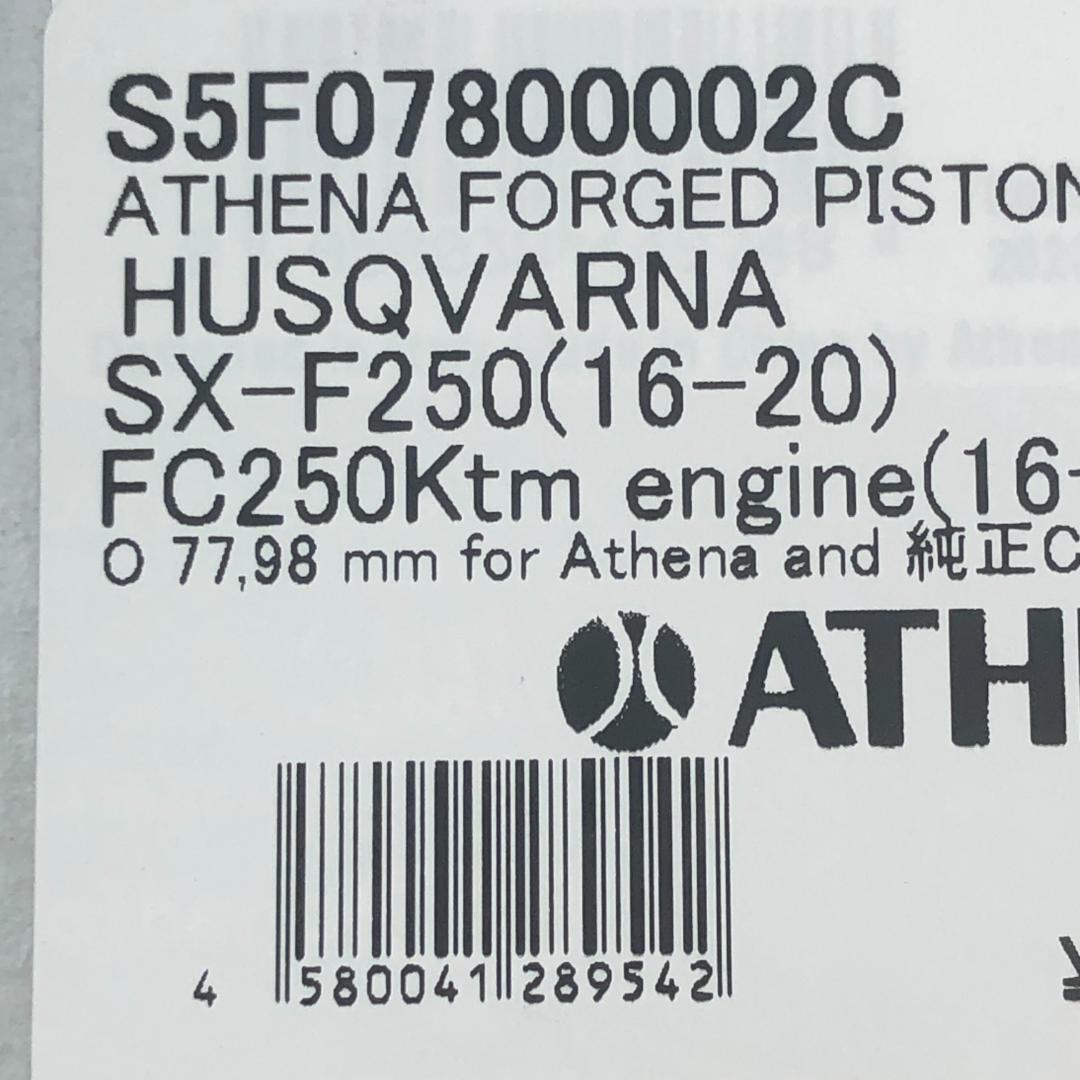 S5F07800002C
ATHENA FORGED PISTON
HUSQVARNA
SX-F250(16-20)
FC250Ktm engine(16-
O 77,98 mm for Athena and 純正C
ATH
4 580041 289542
¥